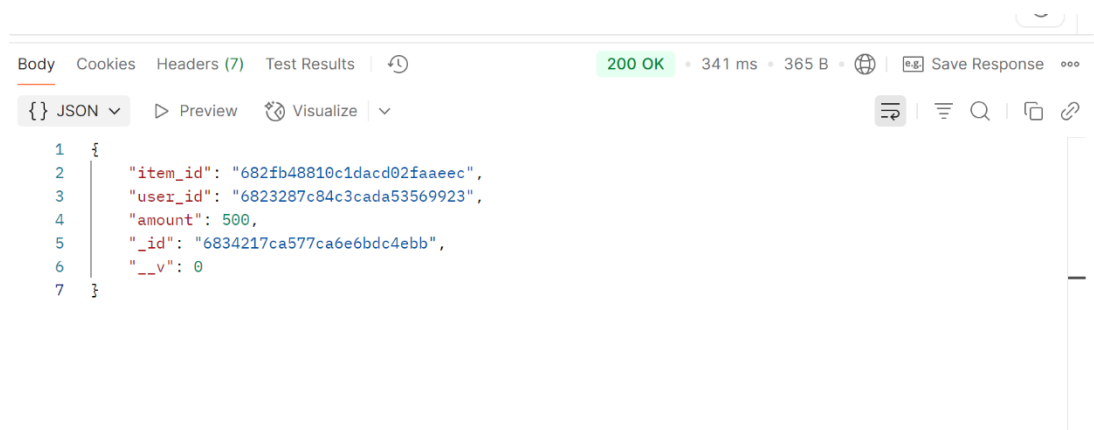 Body Cookies Headers (7) Test Results 200 OK • 341 ms • 365 B • e.g. Save Response
{} JSON Preview Visualize
1 {
2 "item_id": "682fb48810c1dacd02faaeec",
3 "user_id": "6823287c84c3cada53569923",
4 "amount": 500,
5 "_id": "6834217ca577ca6e6bdc4ebb",
6 "__v": 0
7 }